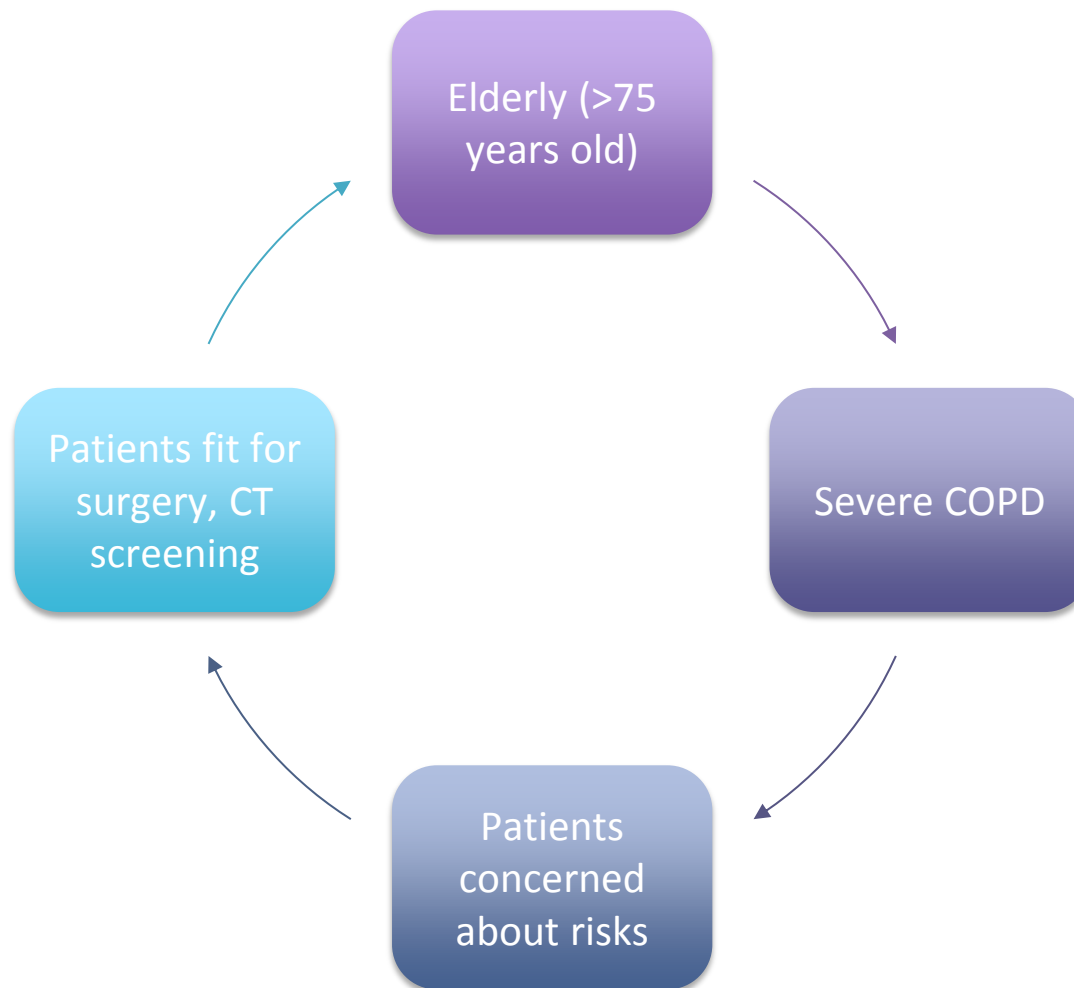 Elderly (>75
years old)
Severe COPD
Patients
concerned
about risks
Patients fit for
surgery, CT
screening